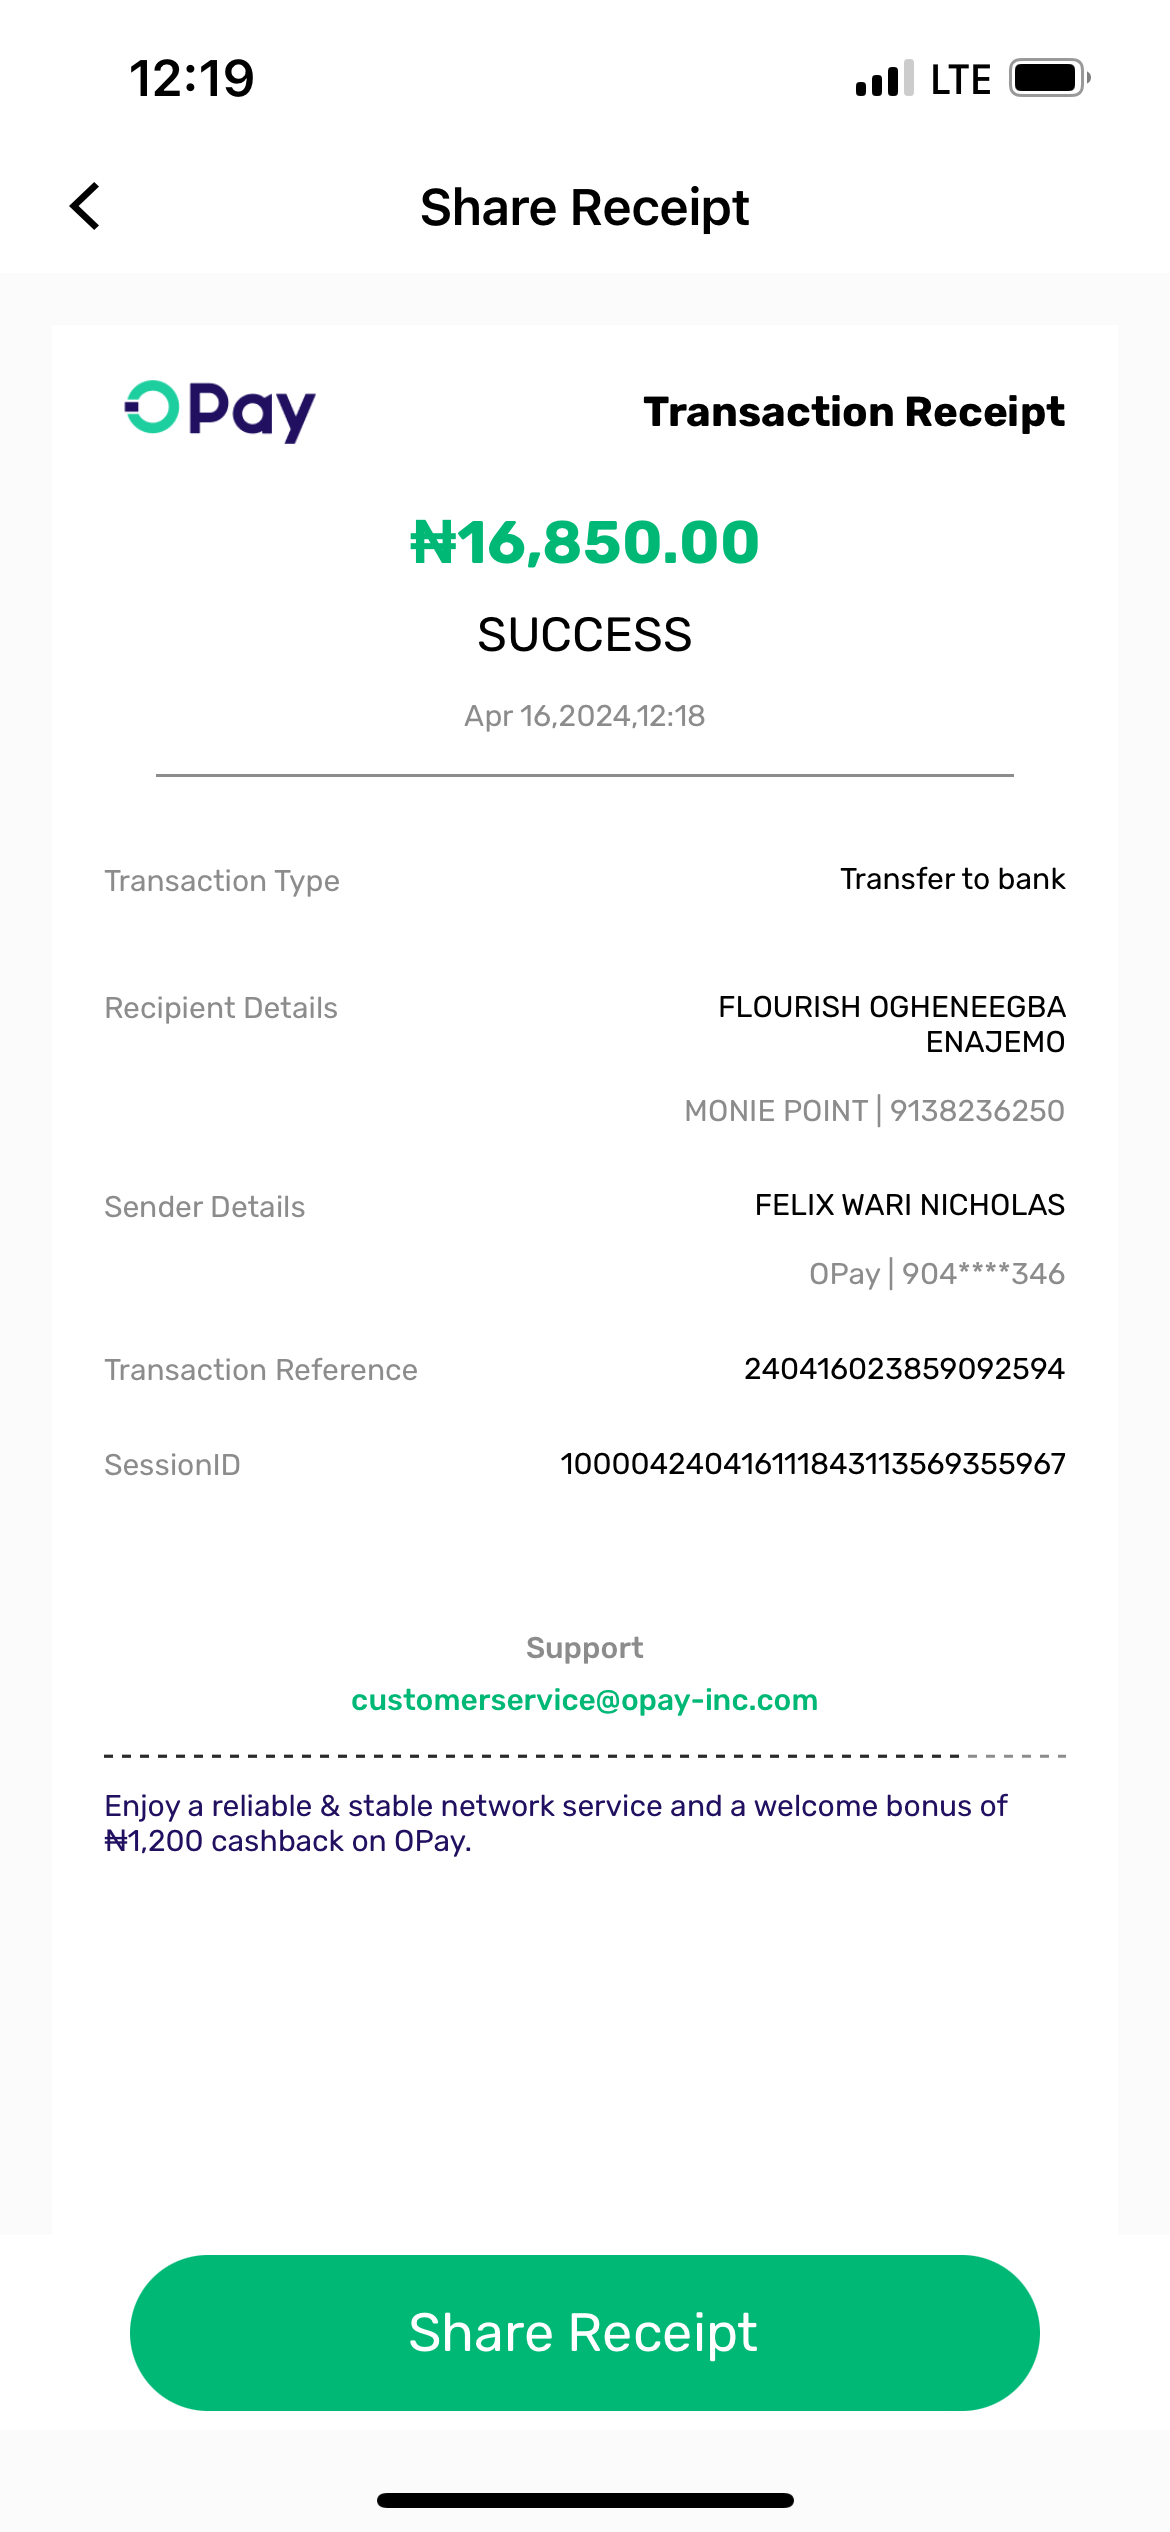 12:19 LTE
Share Receipt
OPay Transaction Receipt
₦16,850.00
SUCCESS
Apr 16,2024,12:18
Transaction Type Transfer to bank
Recipient Details FLOURISH OGHENEEGBA
ENAJEMO
MONIE POINT | 9138236250
Sender Details FELIX WARI NICHOLAS
OPay | 904****346
Transaction Reference 240416023859092594
SessionID 100004240416111843113569355967
Support
customerservice@opay-inc.com
Enjoy a reliable & stable network service and a welcome bonus of
₦1,200 cashback on OPay.
Share Receipt